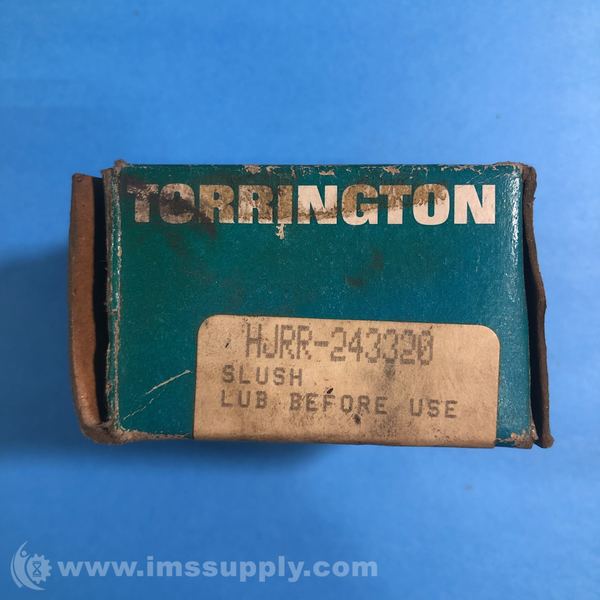 TORRINGTON
HJRR-243320
SLUSH
LUB BEFORE USE
www.imssupply.com